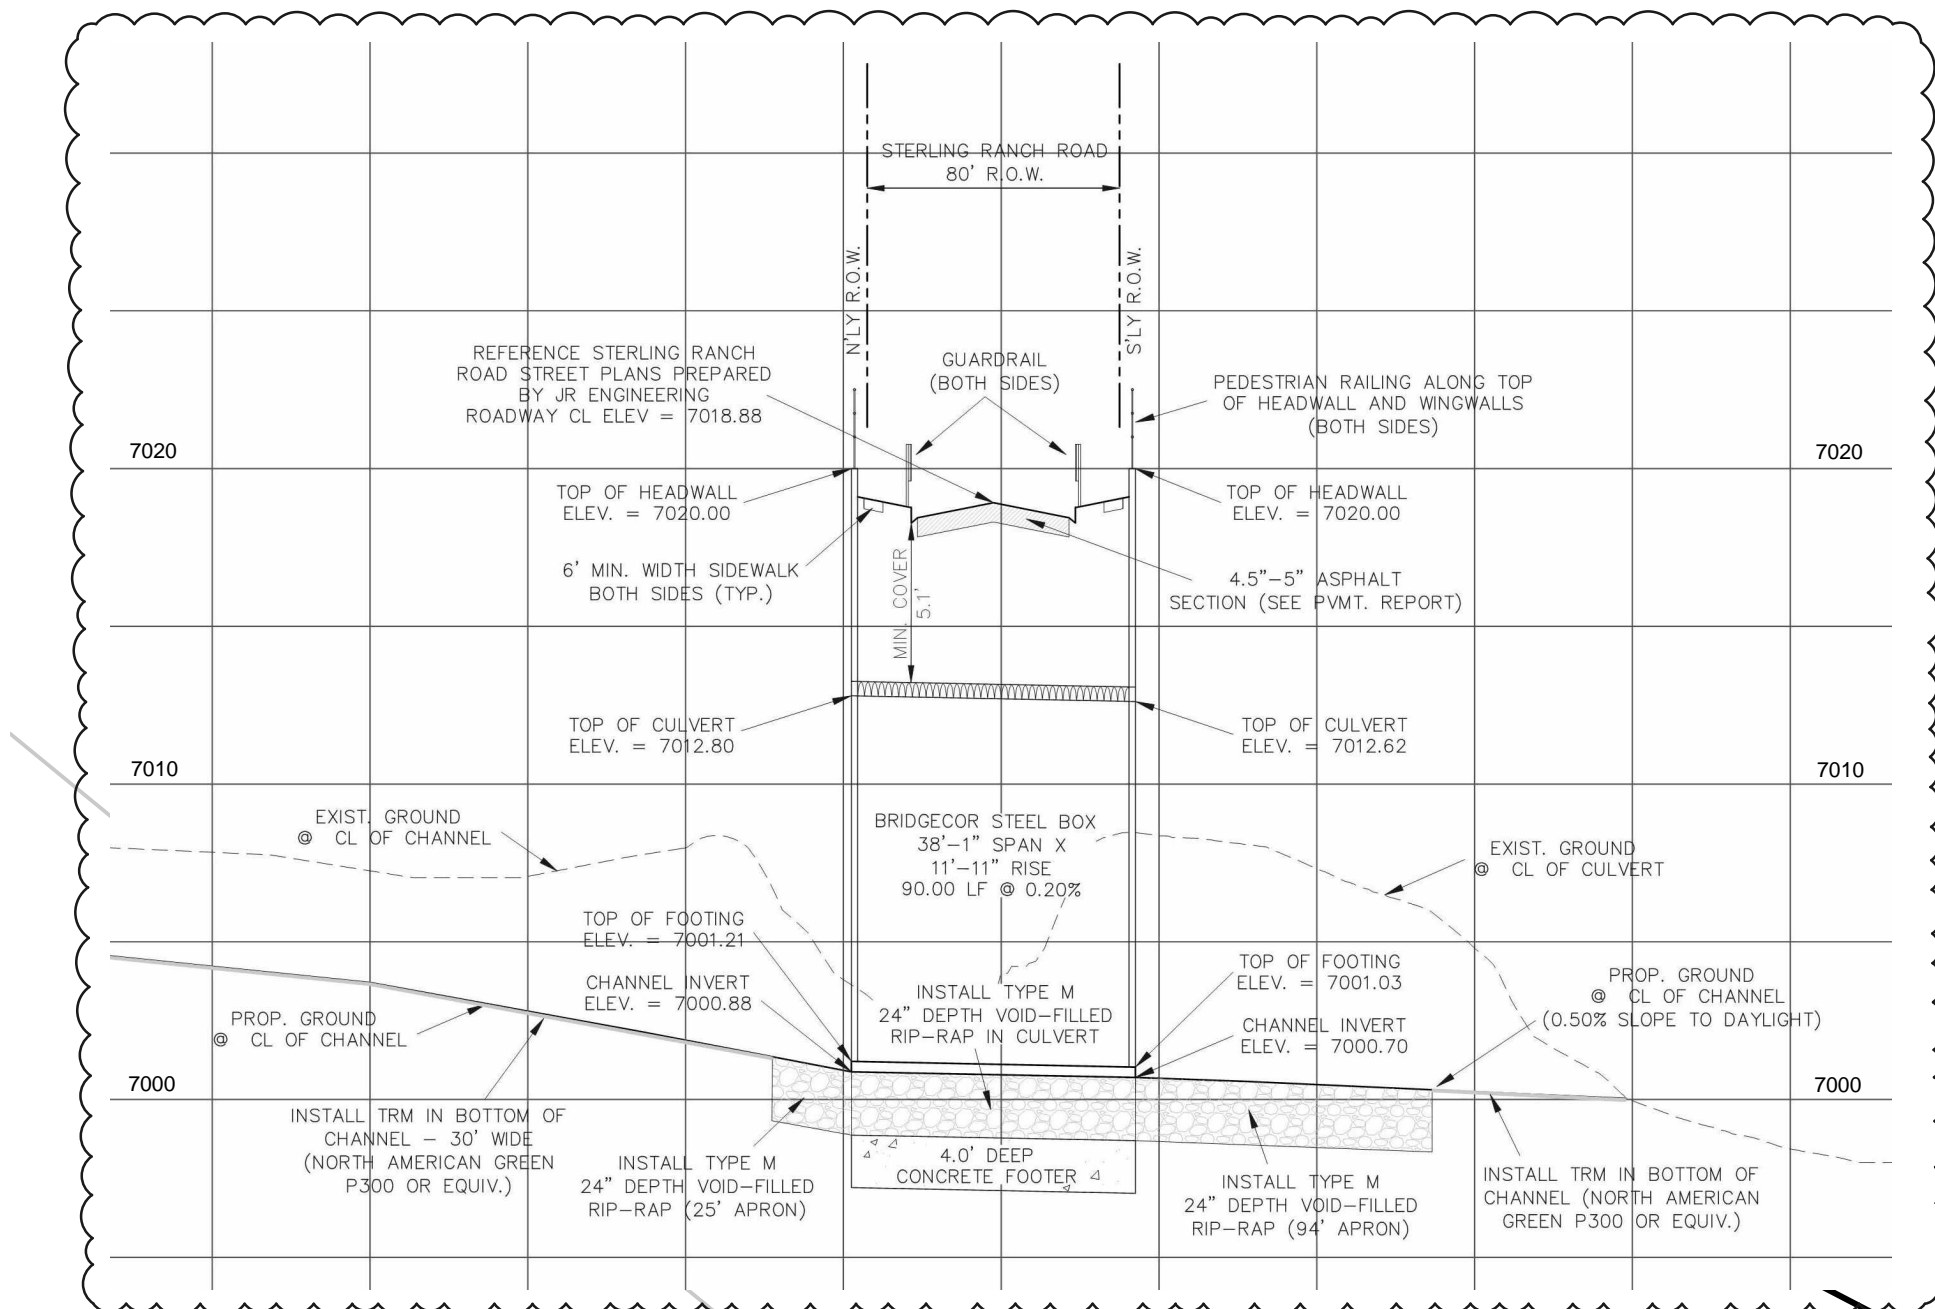 STERLING RANCH ROAD
80' R.O.W.
N'LY R.O.W.
S'LY R.O.W.
REFERENCE STERLING RANCH
ROAD STREET PLANS PREPARED
BY JR ENGINEERING
ROADWAY CL ELEV = 7018.88
GUARDRAIL
(BOTH SIDES)
PEDESTRIAN RAILING ALONG TOP
OF HEADWALL AND WINGWALLS
(BOTH SIDES)
7020
7020
TOP OF HEADWALL
ELEV. = 7020.00
TOP OF HEADWALL
ELEV. = 7020.00
6' MIN. WIDTH SIDEWALK
BOTH SIDES (TYP.)
MIN. COVER
5.1'
4.5"-5" ASPHALT
SECTION (SEE PVMT. REPORT)
TOP OF CULVERT
ELEV. = 7012.80
TOP OF CULVERT
ELEV. = 7012.62
7010
7010
EXIST. GROUND
@ CL OF CHANNEL
BRIDGECOR STEEL BOX
38'-1" SPAN X
11'-11" RISE
90.00 LF @ 0.20%
EXIST. GROUND
@ CL OF CULVERT
TOP OF FOOTING
ELEV. = 7001.21
CHANNEL INVERT
ELEV. = 7000.88
INSTALL TYPE M
24" DEPTH VOID-FILLED
RIP-RAP IN CULVERT
TOP OF FOOTING
ELEV. = 7001.03
CHANNEL INVERT
ELEV. = 7000.70
PROP. GROUND
@ CL OF CHANNEL
(0.50% SLOPE TO DAYLIGHT)
PROP. GROUND
@ CL OF CHANNEL
7000
7000
INSTALL TRM IN BOTTOM OF
CHANNEL - 30' WIDE
(NORTH AMERICAN GREEN
P300 OR EQUIV.)
INSTALL TYPE M
24" DEPTH VOID-FILLED
RIP-RAP (25' APRON)
4.0' DEEP
CONCRETE FOOTER
INSTALL TYPE M
24" DEPTH VOID-FILLED
RIP-RAP (94' APRON)
INSTALL TRM IN BOTTOM OF
CHANNEL (NORTH AMERICAN
GREEN P300 OR EQUIV.)